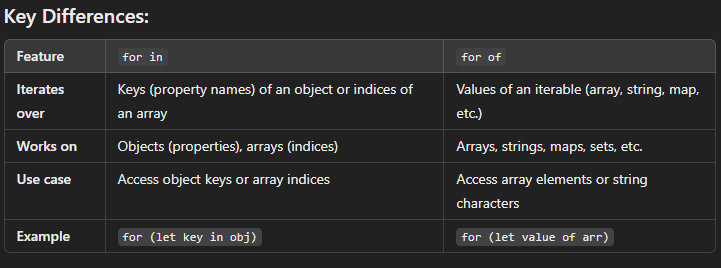 Key Differences:
Feature for in for of
Iterates over Keys (property names) of an object or indices of an array Values of an iterable (array, string, map, etc.)
Works on Objects (properties), arrays (indices) Arrays, strings, maps, sets, etc.
Use case Access object keys or array indices Access array elements or string characters
Example for (let key in obj) for (let value of arr)